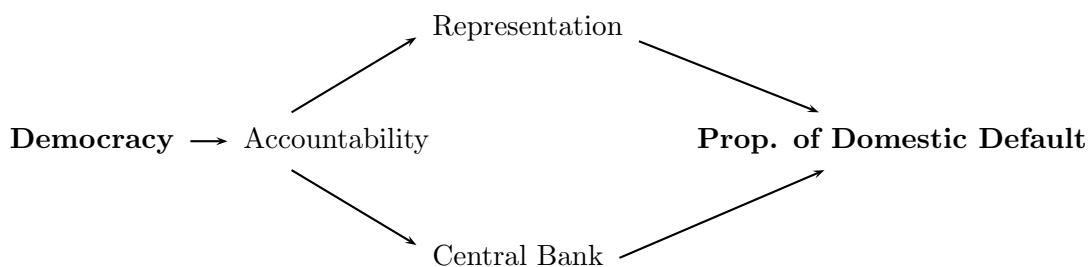 Representation
Democracy
Accountability
Prop. of Domestic Default
Central Bank